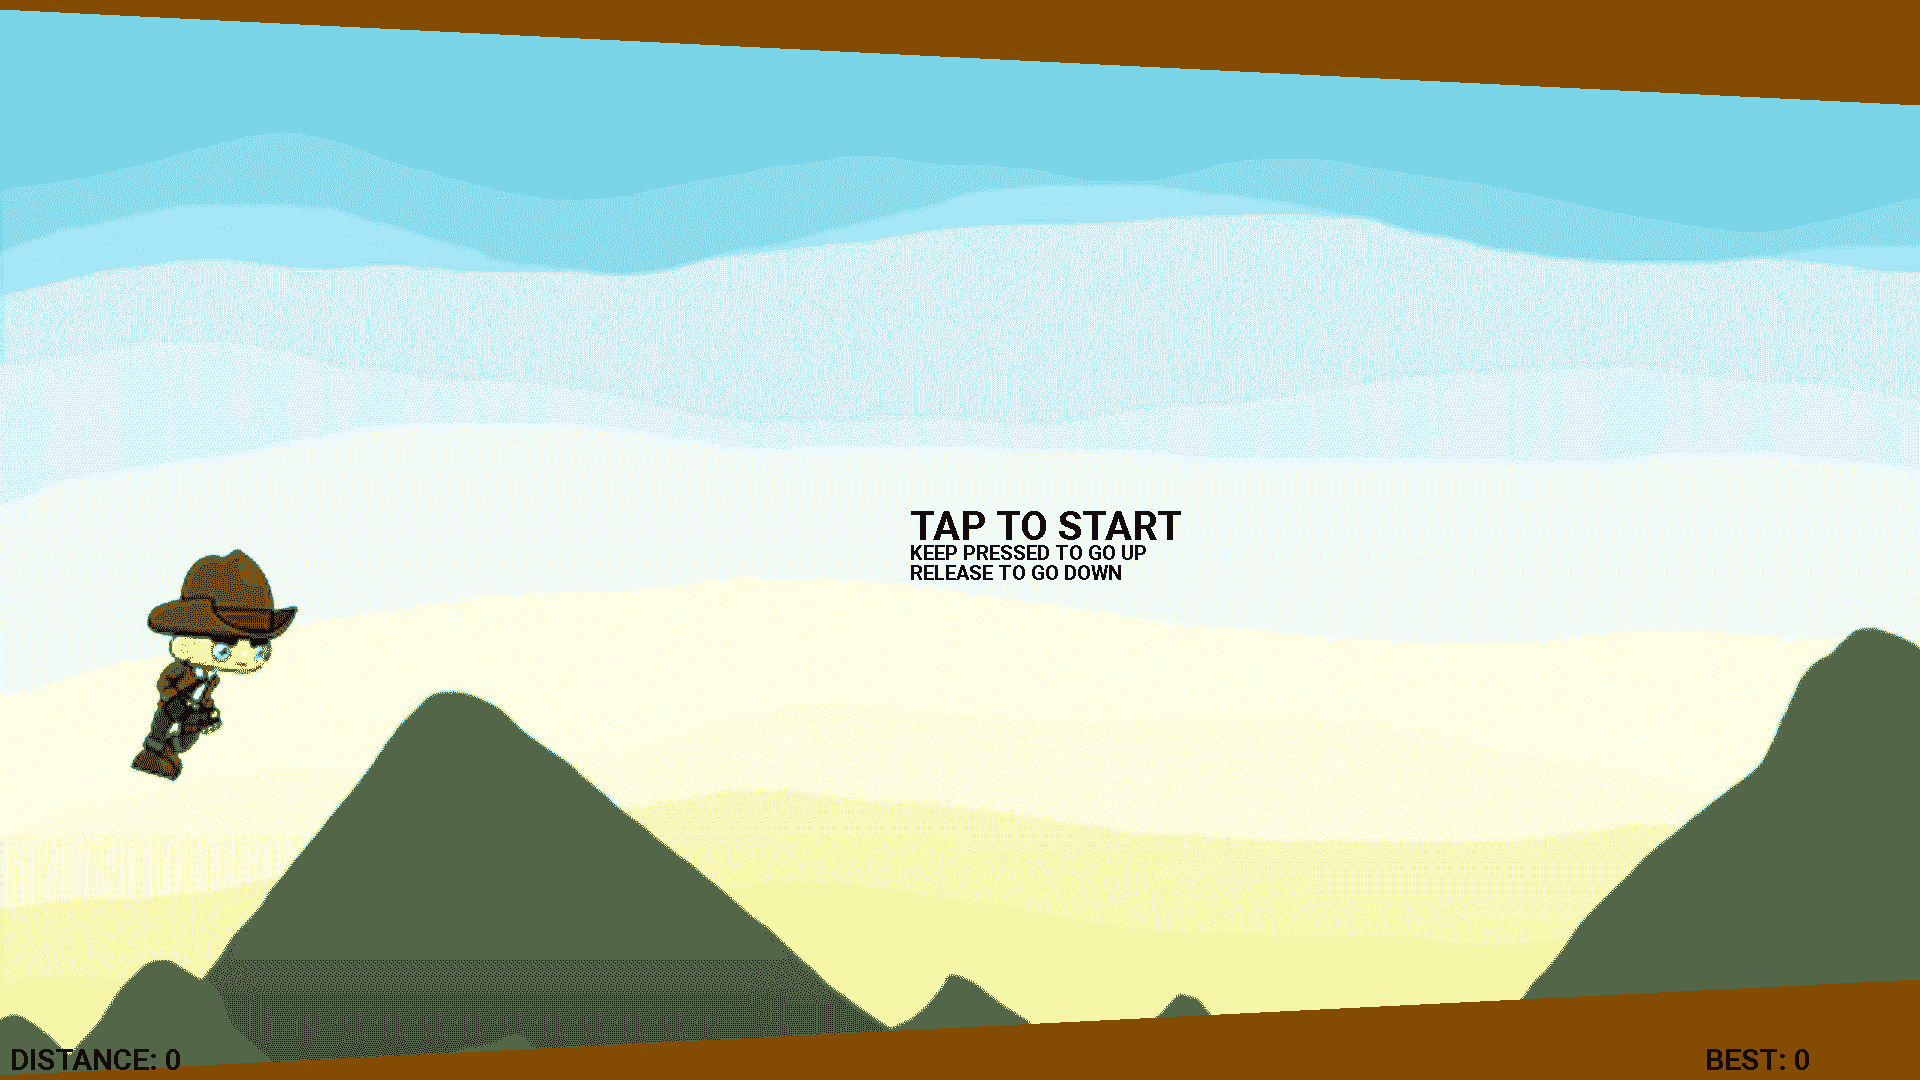 TAP TO START
KEEP PRESSED TO GO UP
RELEASE TO GO DOWN
DISTANCE: 0
BEST: 0